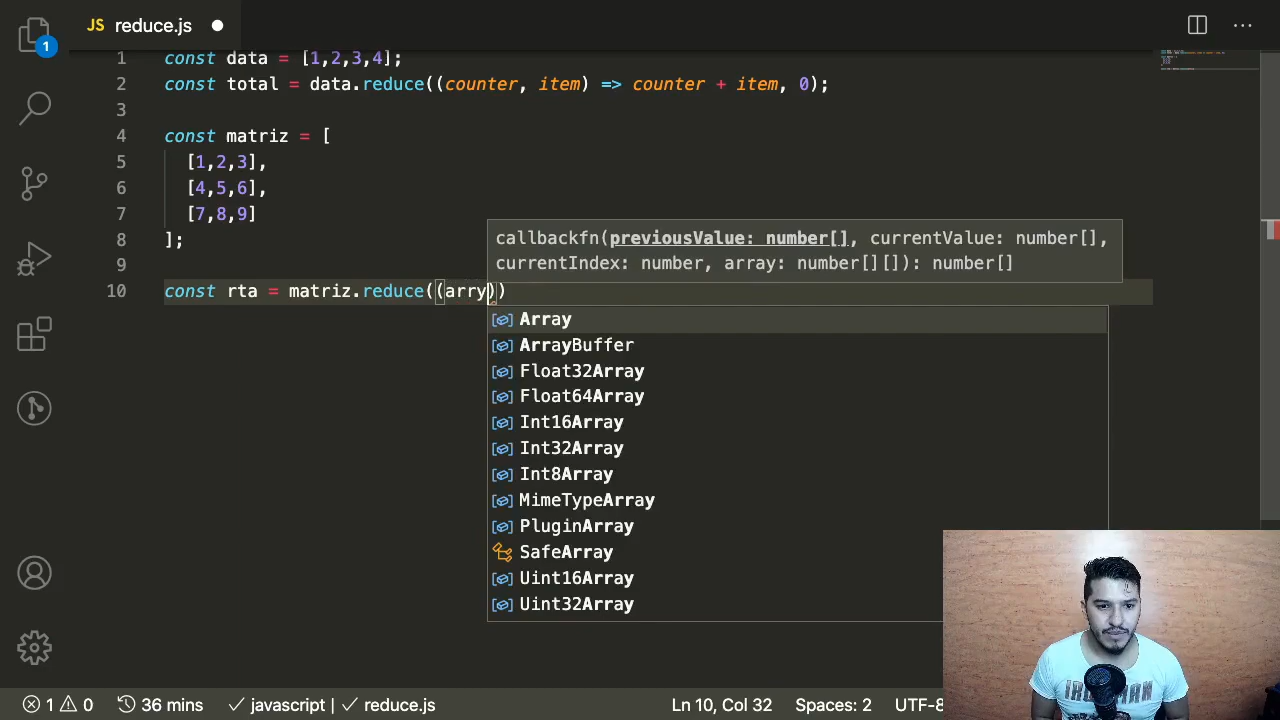 JS reduce.js
1
1 const data = [1,2,3,4];
2 const total = data.reduce((counter, item) => counter + item, 0);
3
4 const matriz = [
5 [1,2,3],
6 [4,5,6],
7 [7,8,9]
8 ];
9
callbackfn(previousValue: number[], currentValue: number[],
currentIndex: number, array: number[][]): number[]
10 const rta = matriz.reduce((arry))
Array
ArrayBuffer
Float32Array
Float64Array
Int16Array
Int32Array
Int8Array
MimeTypeArray
PluginArray
SafeArray
Uint16Array
Uint32Array
1 0 36 mins javascript | reduce.js Ln 10, Col 32 Spaces: 2 UTF-8